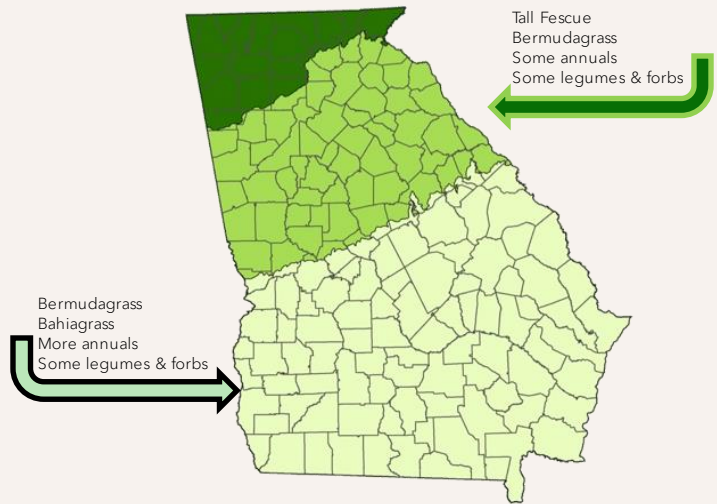 Tall Fescue
Bermudagrass
Some annuals
Some legumes & forbs
Bermudagrass
Bahiagrass
More annuals
Some legumes & forbs